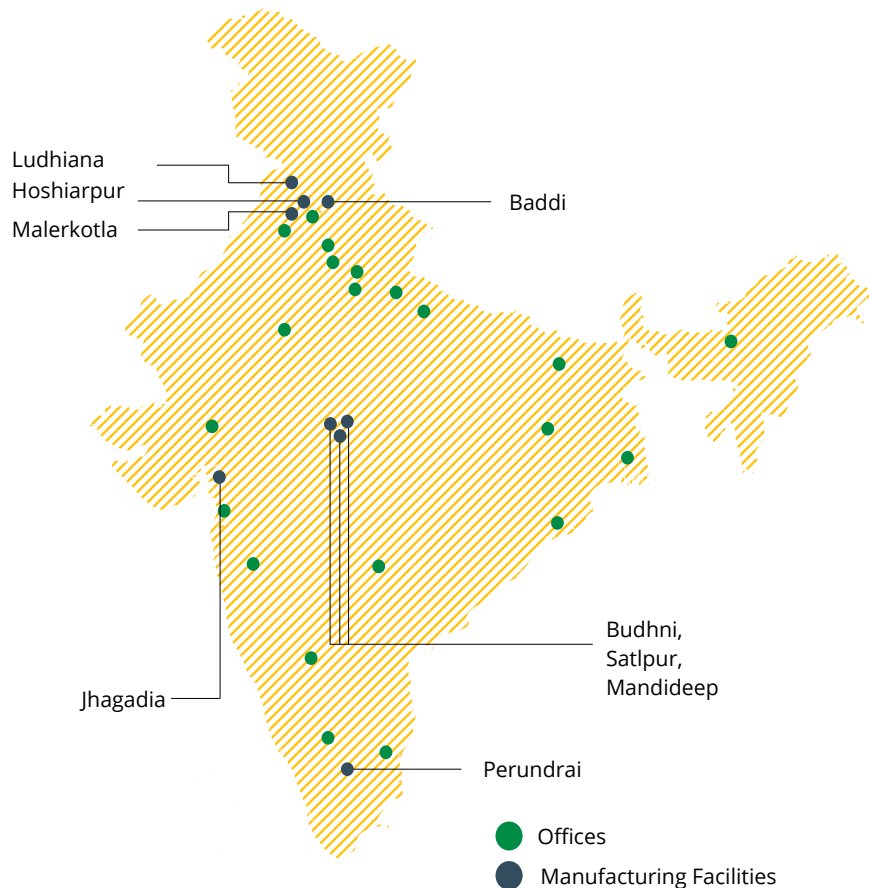 Ludhiana
Hoshiarpur
Malerkotla
Baddi
Budhni,
Satlpur,
Mandideep
Jhagadia
Perundrai
Offices
Manufacturing Facilities